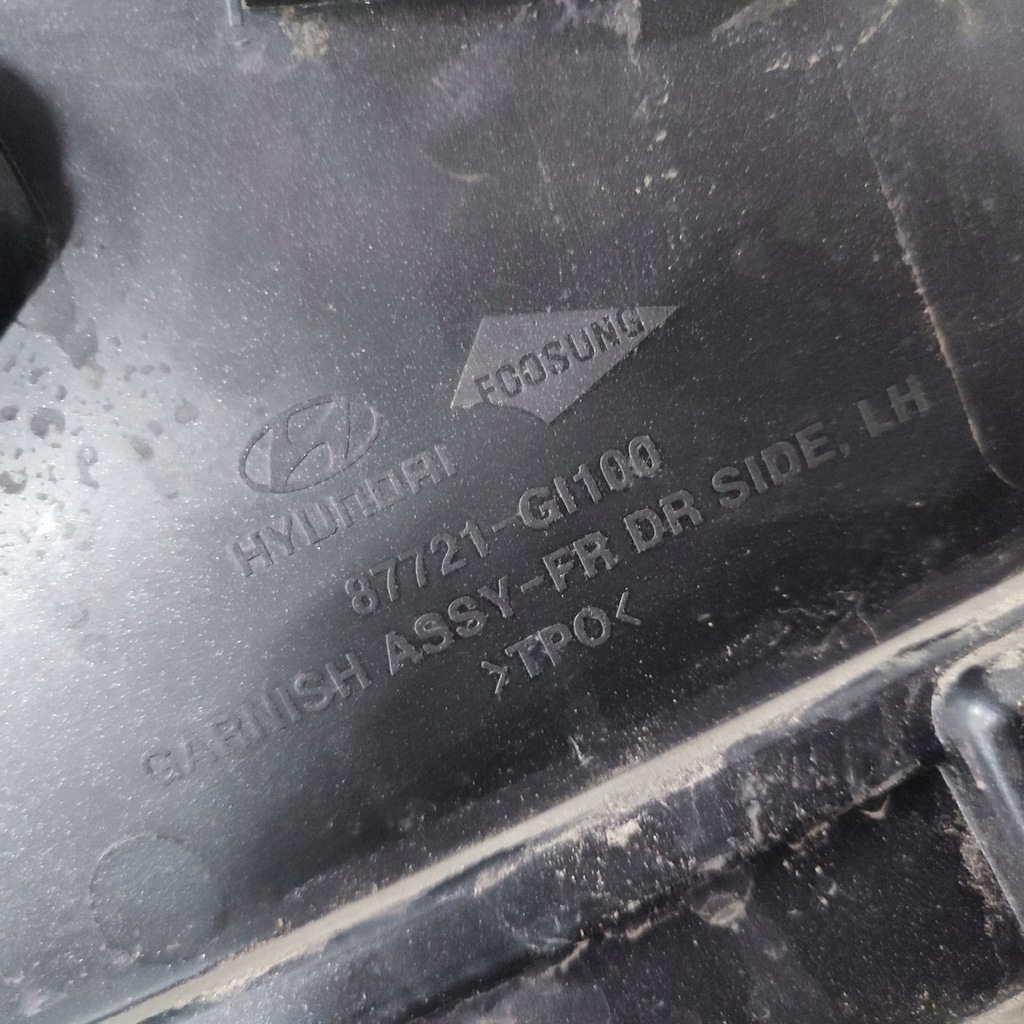 ECOSUNG
HYUNDAI
87721-GI100
GARNISH ASSY-FR DR SIDE, LH
>TPO<